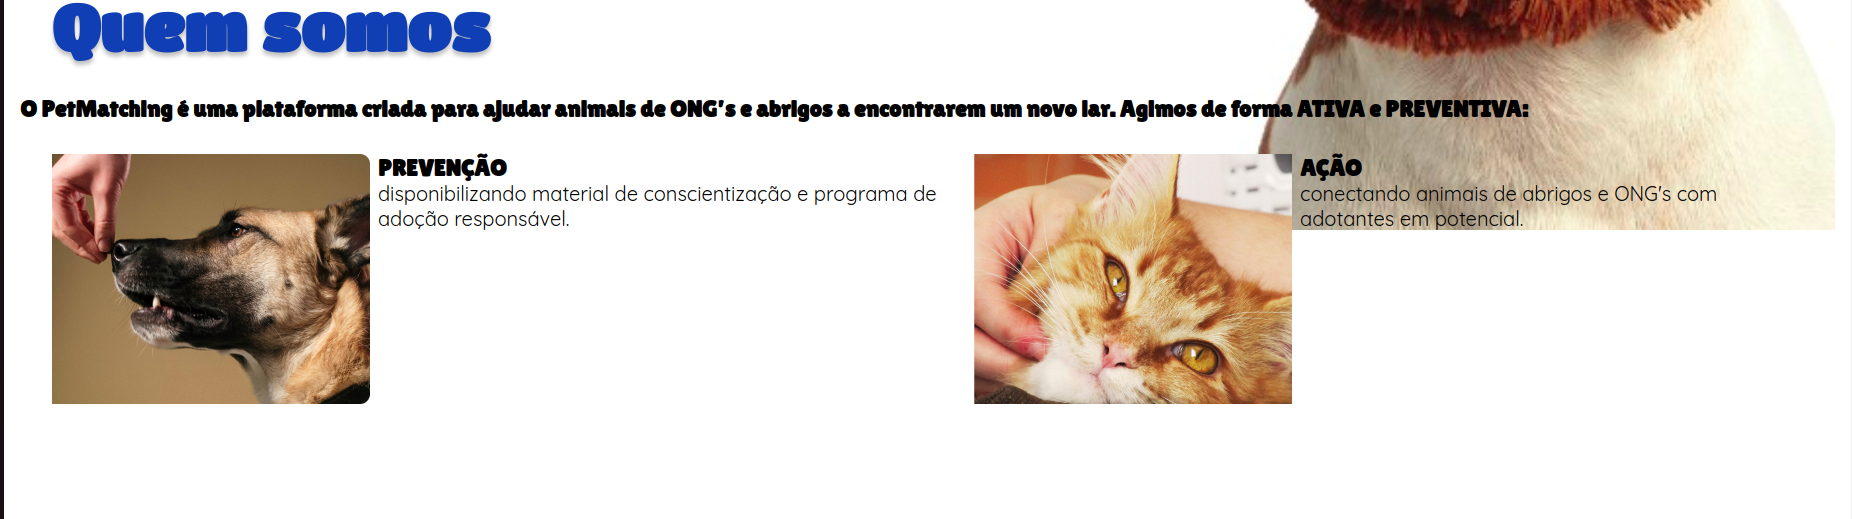 Quem somos
O PetMatching é uma plataforma criada para ajudar animais de ONG's e abrigos a encontrarem um novo lar. Agimos de forma ATIVA e PREVENTIVA:
PREVENÇÃO
disponibilizando material de conscientização e programa de
adoção responsável.
AÇÃO
conectando animais de abrigos e ONG's com
adotantes em potencial.